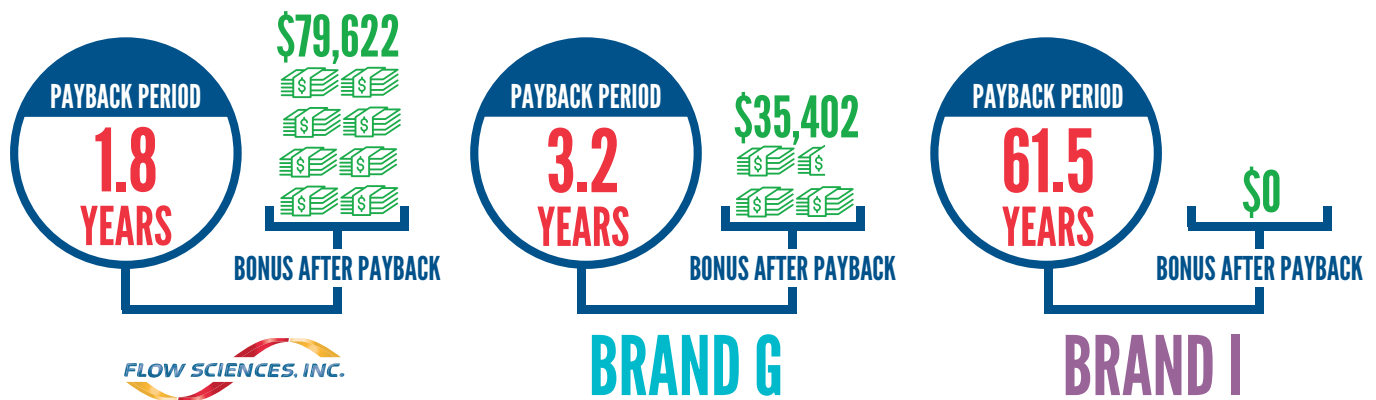 $79,622
PAYBACK PERIOD
1.8
YEARS
BONUS AFTER PAYBACK
FLOW SCIENCES, INC.
$35,402
PAYBACK PERIOD
3.2
YEARS
BONUS AFTER PAYBACK
BRAND G
PAYBACK PERIOD
61.5
YEARS
$0
BONUS AFTER PAYBACK
BRAND I